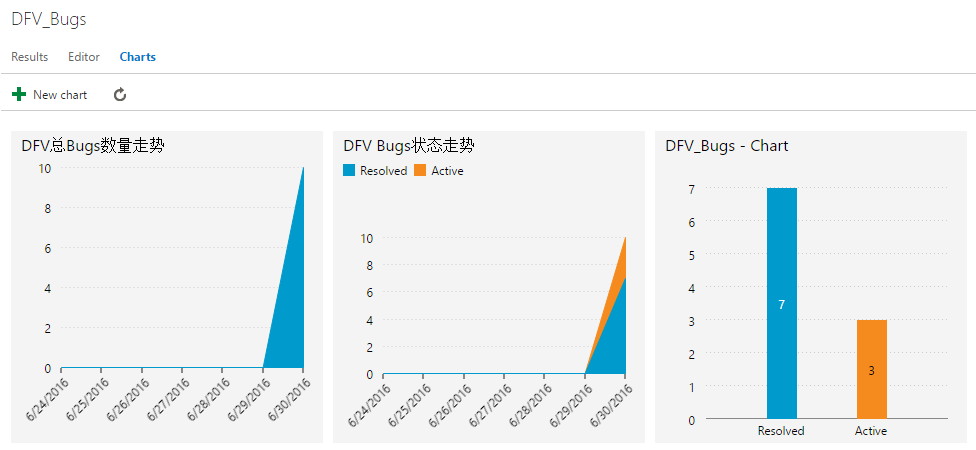 DFV_Bugs
Results Editor Charts
New chart
DFV总Bugs数量走势
10
8
6
4
2
0
6/24/2016 6/25/2016 6/26/2016 6/27/2016 6/28/2016 6/29/2016 6/30/2016
DFV Bugs状态走势
Resolved Active
10
8
6
4
2
0
6/24/2016 6/25/2016 6/26/2016 6/27/2016 6/28/2016 6/29/2016 6/30/2016
DFV_Bugs - Chart
7
6
5
4
3
2
1
0
7
3
Resolved Active